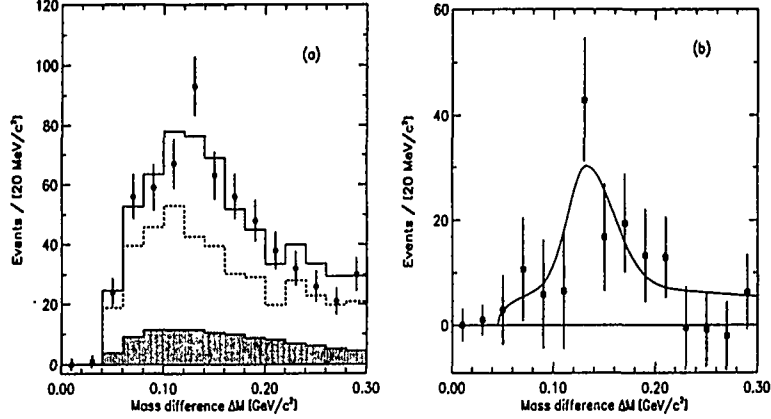 (a)
Events / [20 MeV/c²]
120
100
80
60
40
20
0
0.00 0.10 0.20 0.30
Mass difference ΔM [GeV/c²]
(b)
Events / [20 MeV/c²]
60
40
20
0
0.00 0.10 0.20 0.30
Mass difference ΔM [GeV/c²]